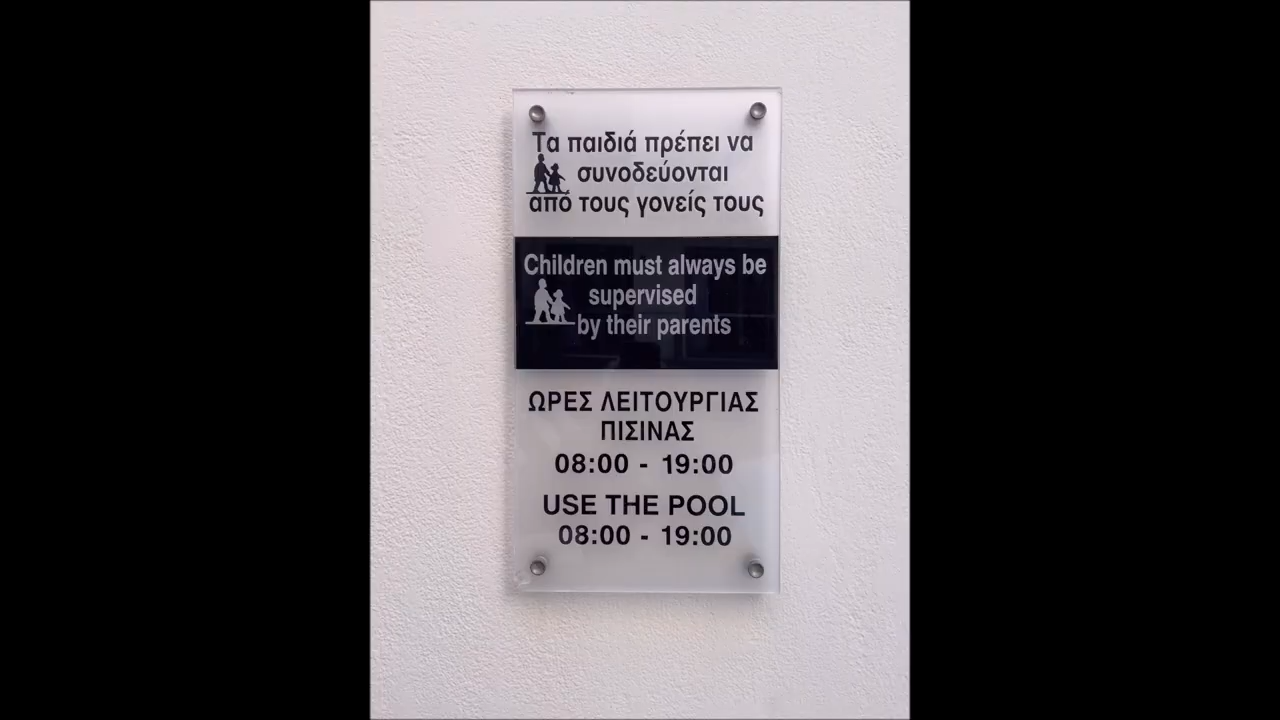 Τα παιδιά πρέπει να
συνοδεύονται
από τους γονείς τους
Children must always be
supervised
by their parents
ΩΡΕΣ ΛΕΙΤΟΥΡΓΙΑΣ
ΠΙΣΙΝΑΣ
08:00 - 19:00
USE THE POOL
08:00 - 19:00